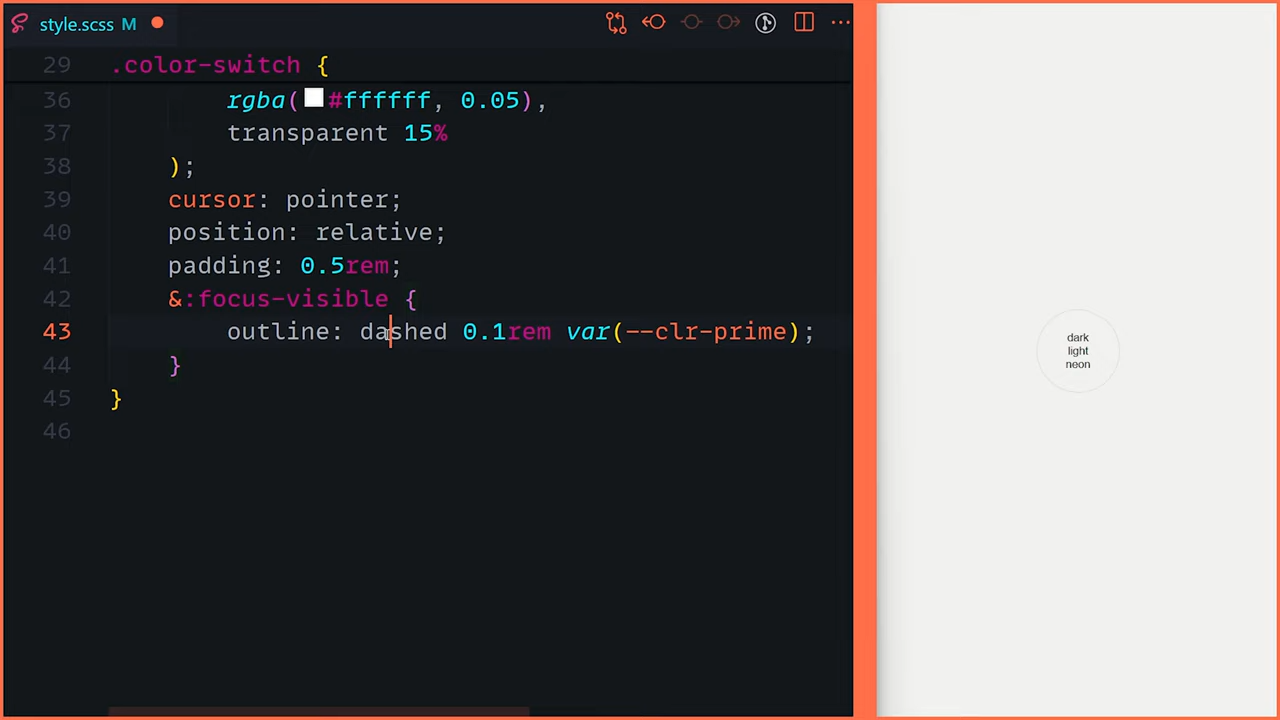 style.scss M
29 .color-switch {
36 rgba(#ffffff, 0.05),
37 transparent 15%
38 );
39 cursor: pointer;
40 position: relative;
41 padding: 0.5rem;
42 &:focus-visible {
43 outline: dashed 0.1rem var(--clr-prime);
44 }
45 }
46
dark
light
neon